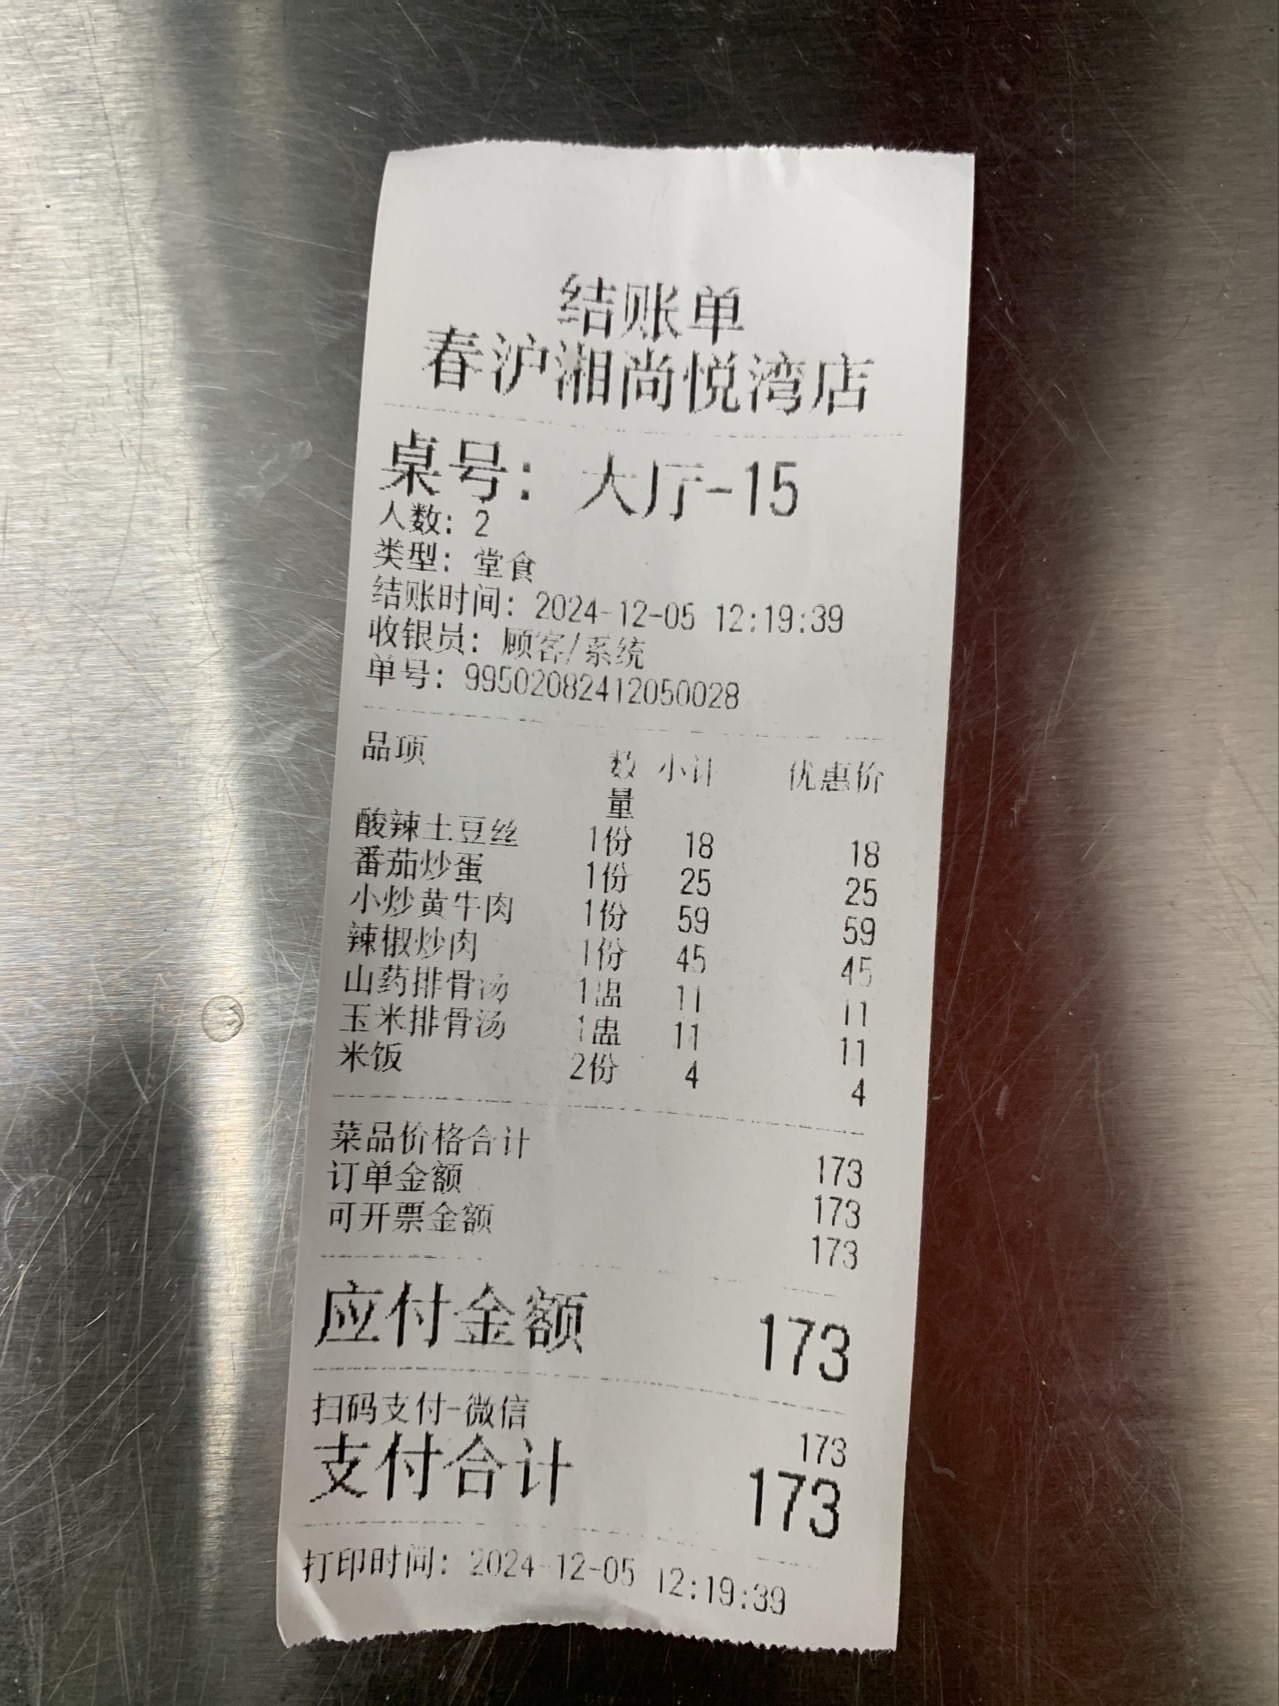 结账单
春沪湘尚悦湾店
桌号：大厅-15
人数：2
类型：堂食
结账时间：2024-12-05 12:19:39
收银员：顾客/系统
单号：99502082412050028
品项 数量 小计 优惠价
酸辣土豆丝 1份 18 18
番茄炒蛋 1份 25 25
小炒黄牛肉 1份 59 59
辣椒炒肉 1份 45 45
山药排骨汤 1盅 11 11
玉米排骨汤 1盅 11 11
米饭 2份 4 4
菜品价格合计 173
订单金额 173
可开票金额 173
应付金额 173
扫码支付-微信 173
支付合计 173
打印时间：2024-12-05 12:19:39